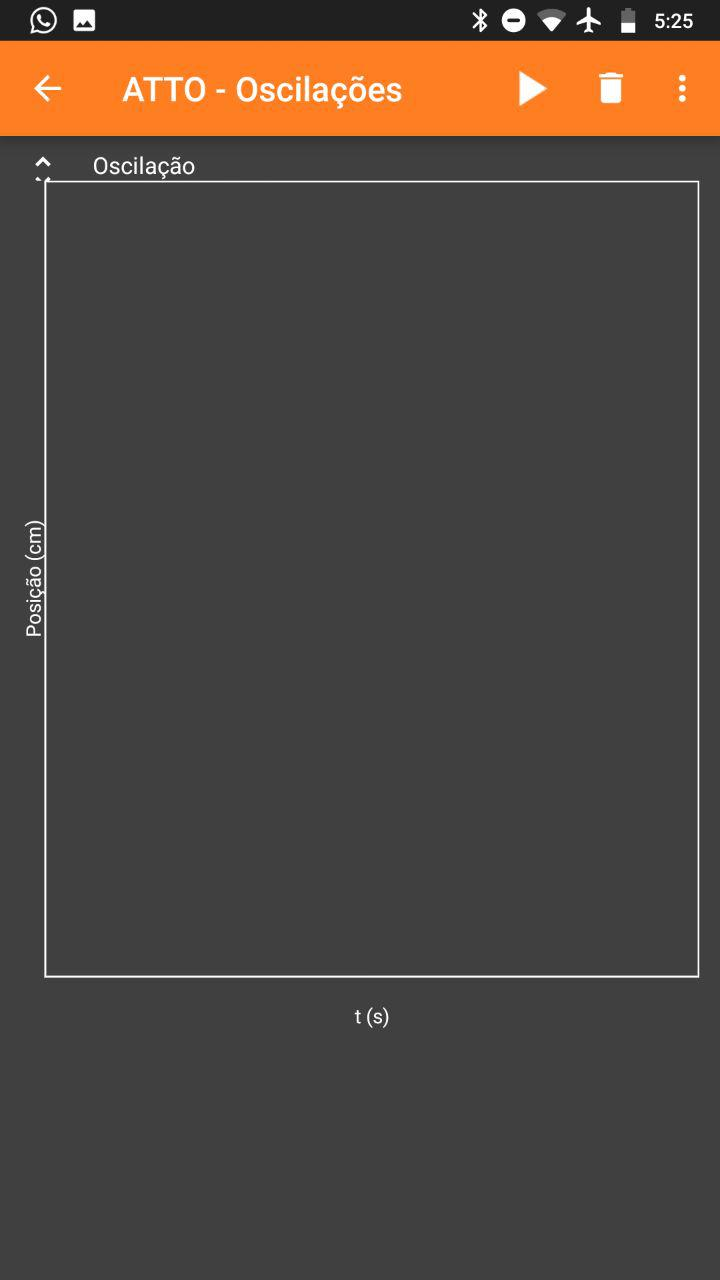 5:25
ATTO - Oscilações
Oscilação
Posição (cm)
t (s)